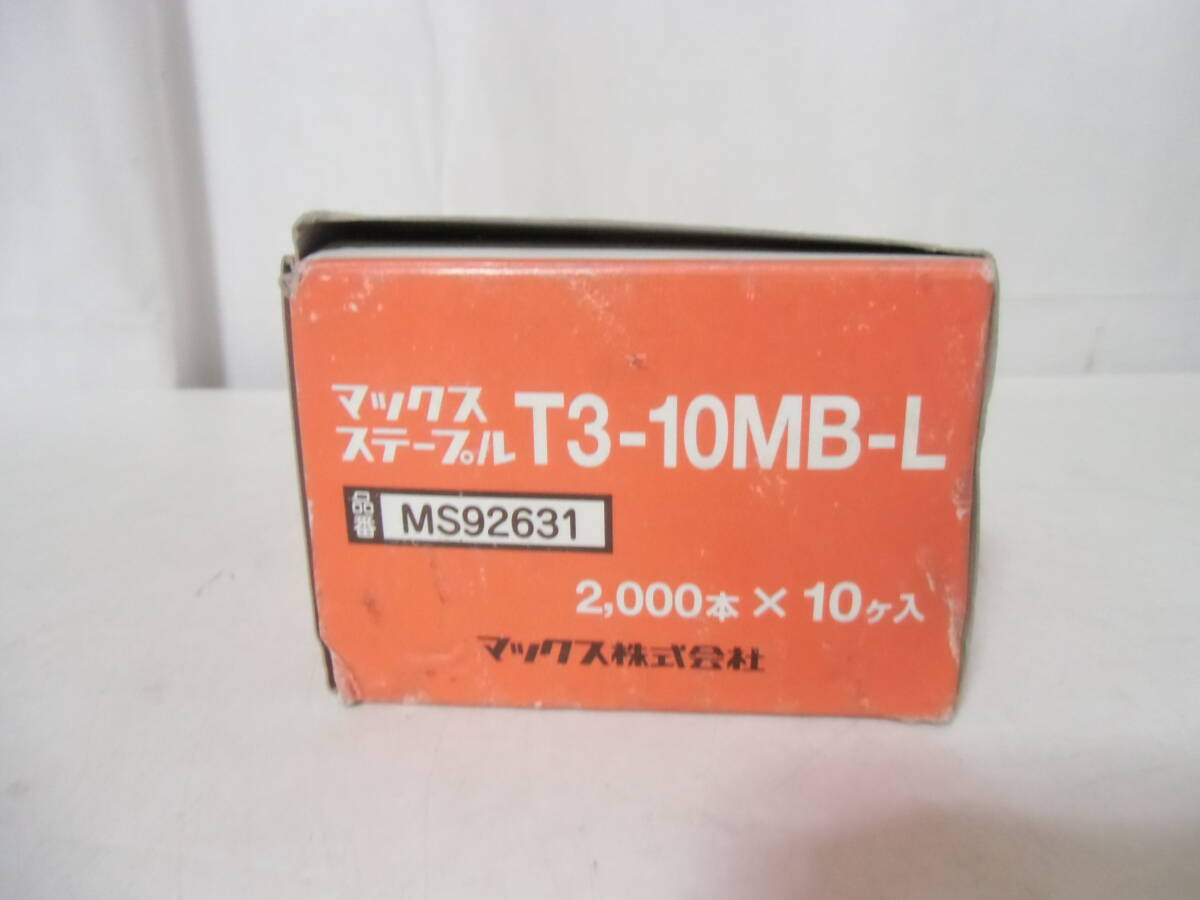 マックス
ステープル T3-10MB-L
品番 MS92631
2,000本 × 10ヶ入
マックス株式会社